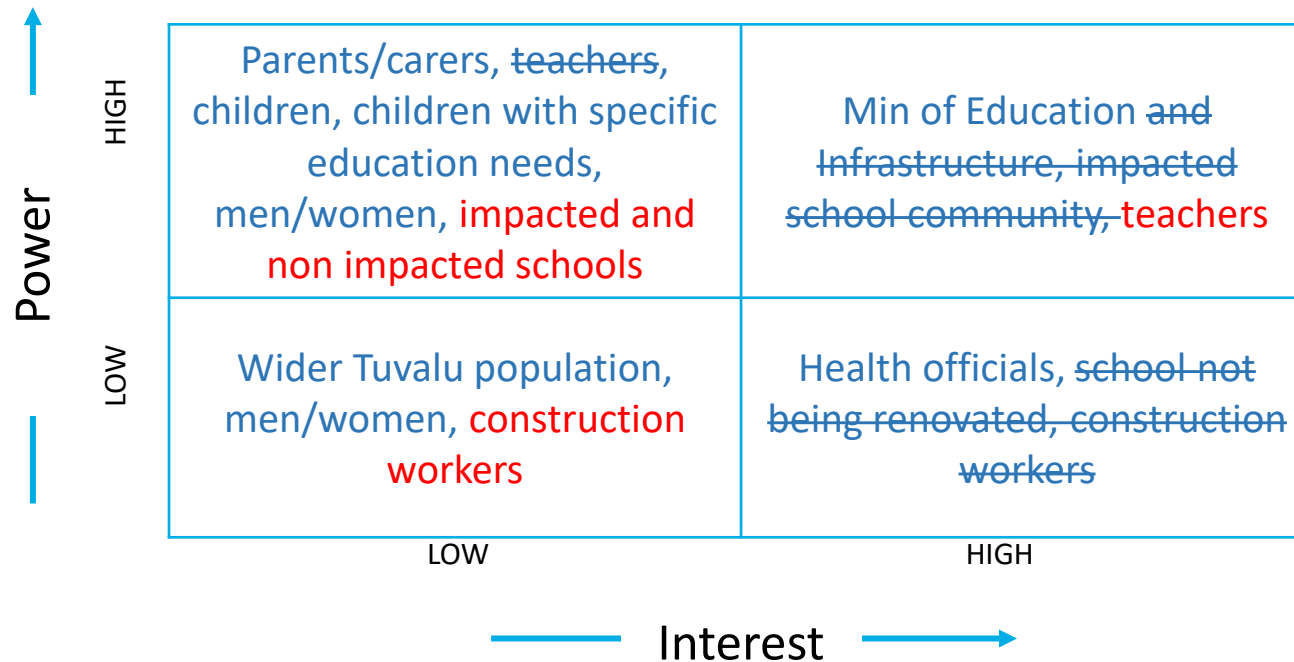 HIGH
Parents/carers, teachers,
children, children with specific
education needs,
men/women, impacted and
non impacted schools
Min of Education and
Infrastructure, impacted
school community, teachers
Power
LOW
Wider Tuvalu population,
men/women, construction
workers
Health officials, school not
being renovated, construction
workers
LOW
HIGH
Interest